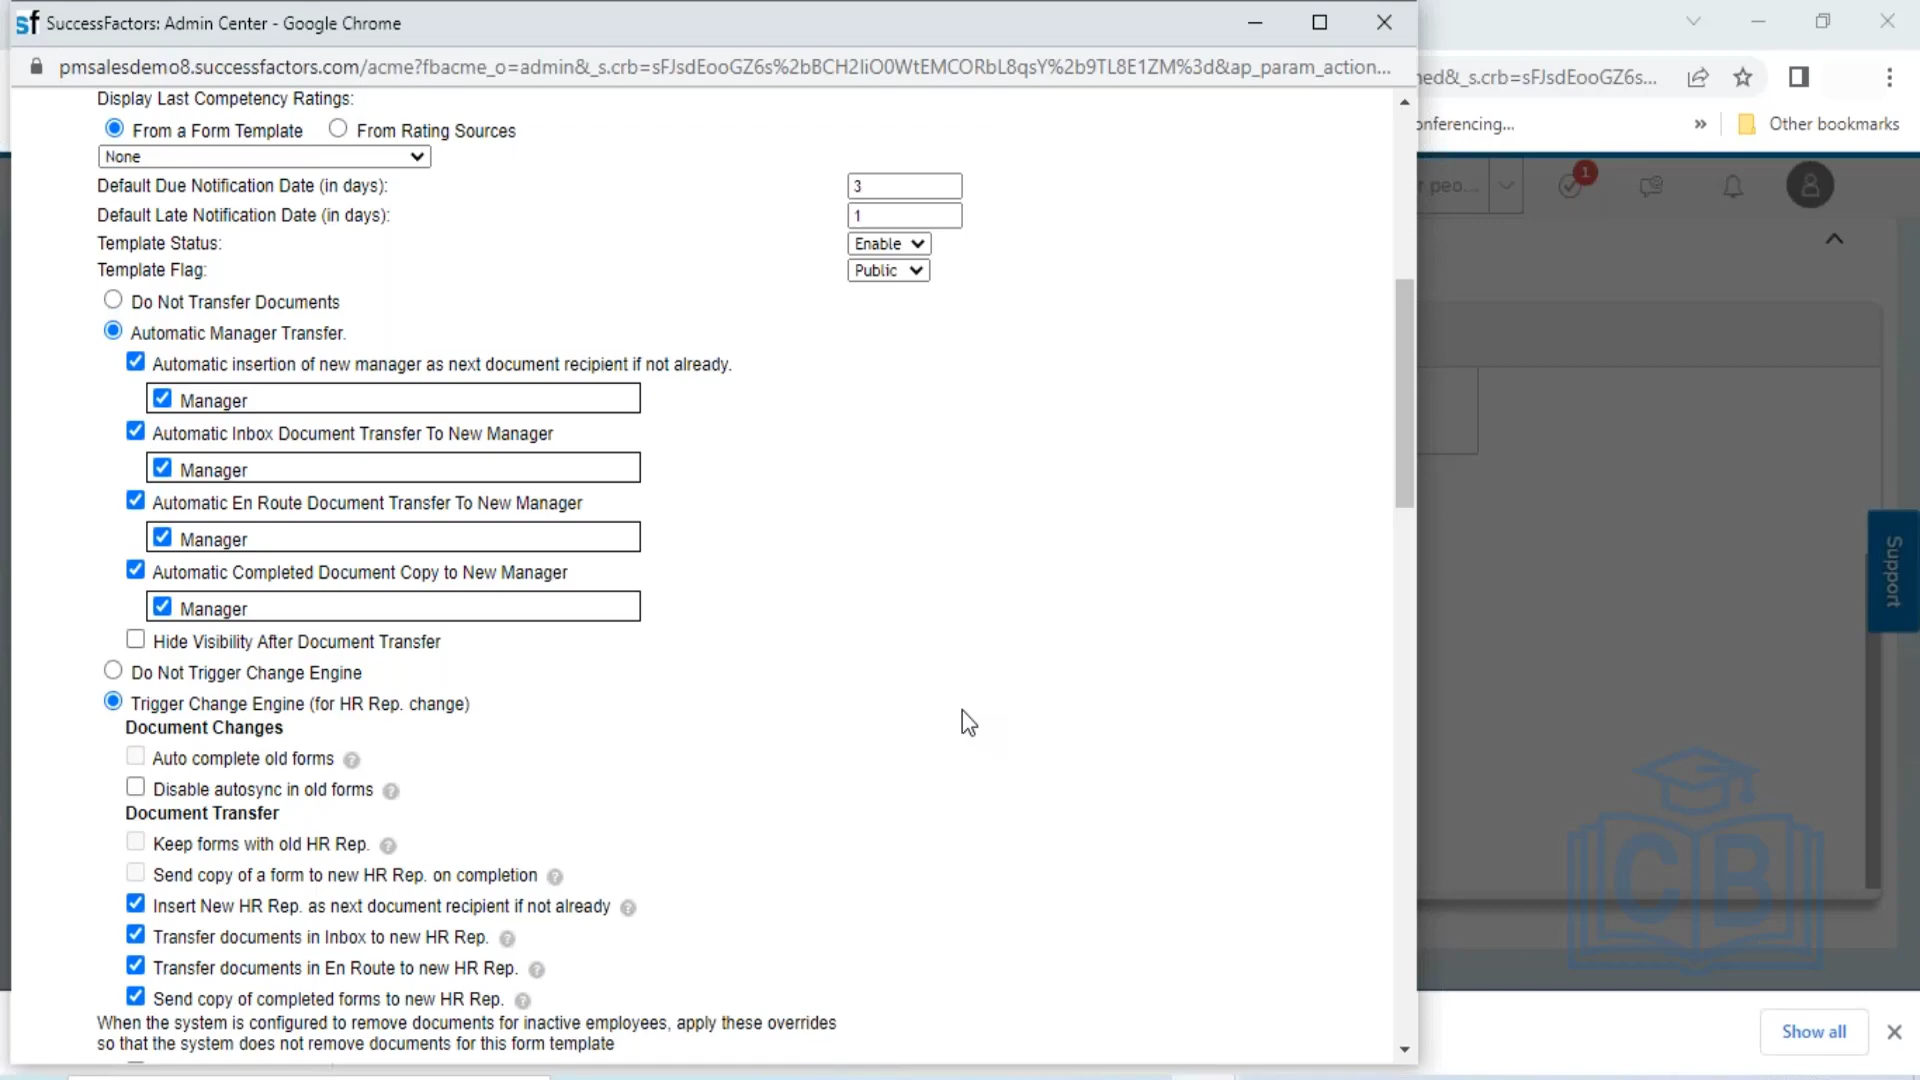 SuccessFactors: Admin Center - Google Chrome
pmsalesdemo8.successfactors.com/acme?fbacme_o=admin&_s.crb=sFJsdEooGZ6s%2bBCH2IiO0WtEMCORbL8qsY%2b9TL8E1ZM%3d&ap_param_action...
ned&_s.crb=sFJsdEooGZ6s...
onferencing...
»
Other bookmarks
r peo...
1
Display Last Competency Ratings:
From a Form Template
From Rating Sources
None
Default Due Notification Date (in days):
3
Default Late Notification Date (in days):
1
Template Status:
Enable
Template Flag:
Public
Do Not Transfer Documents
Automatic Manager Transfer.
Automatic insertion of new manager as next document recipient if not already.
Manager
Automatic Inbox Document Transfer To New Manager
Manager
Automatic En Route Document Transfer To New Manager
Manager
Automatic Completed Document Copy to New Manager
Manager
Hide Visibility After Document Transfer
Do Not Trigger Change Engine
Trigger Change Engine (for HR Rep. change)
Document Changes
Auto complete old forms
Disable autosync in old forms
Document Transfer
Keep forms with old HR Rep.
Send copy of a form to new HR Rep. on completion
Insert New HR Rep. as next document recipient if not already
Transfer documents in Inbox to new HR Rep.
Transfer documents in En Route to new HR Rep.
Send copy of completed forms to new HR Rep.
When the system is configured to remove documents for inactive employees, apply these overrides
so that the system does not remove documents for this form template
Support
CB
Show all